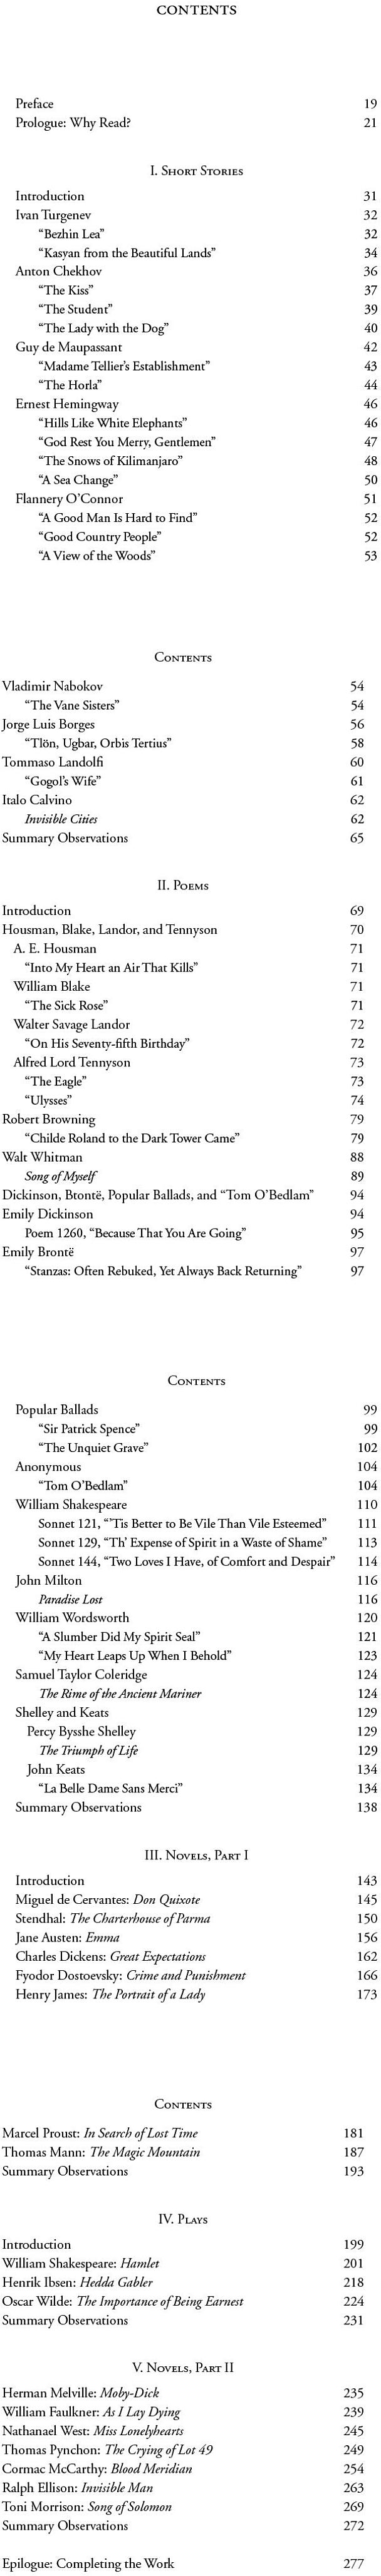 CONTENTS
Preface 19
Prologue: Why Read? 21
I. Short Stories
Introduction 31
Ivan Turgenev 32
“Bezhin Lea” 32
“Kasyan from the Beautiful Lands” 34
Anton Chekhov 36
“The Kiss” 37
“The Student” 39
“The Lady with the Dog” 40
Guy de Maupassant 42
“Madame Tellier’s Establishment” 43
“The Horla” 44
Ernest Hemingway 46
“Hills Like White Elephants” 46
“God Rest You Merry, Gentlemen” 47
“The Snows of Kilimanjaro” 48
“A Sea Change” 50
Flannery O’Connor 51
“A Good Man Is Hard to Find” 52
“Good Country People” 52
“A View of the Woods” 53
Contents
Vladimir Nabokov 54
“The Vane Sisters” 54
Jorge Luis Borges 56
“Tlön, Ugbar, Orbis Tertius” 58
Tommaso Landolfi 60
“Gogol’s Wife” 61
Italo Calvino 62
Invisible Cities 62
Summary Observations 65
II. Poems
Introduction 69
Housman, Blake, Landor, and Tennyson 70
A. E. Housman 71
“Into My Heart an Air That Kills” 71
William Blake 71
“The Sick Rose” 71
Walter Savage Landor 72
“On His Seventy-fifth Birthday” 72
Alfred Lord Tennyson 73
“The Eagle” 73
“Ulysses” 74
Robert Browning 79
“Childe Roland to the Dark Tower Came” 79
Walt Whitman 88
Song of Myself 89
Dickinson, Btontë, Popular Ballads, and “Tom O’Bedlam” 94
Emily Dickinson 94
Poem 1260, “Because That You Are Going” 95
Emily Brontë 97
“Stanzas: Often Rebuked, Yet Always Back Returning” 97
Contents
Popular Ballads 99
“Sir Patrick Spence” 99
“The Unquiet Grave” 102
Anonymous 104
“Tom O’Bedlam” 104
William Shakespeare 110
Sonnet 121, “’Tis Better to Be Vile Than Vile Esteemed” 111
Sonnet 129, “Th’ Expense of Spirit in a Waste of Shame” 113
Sonnet 144, “Two Loves I Have, of Comfort and Despair” 114
John Milton 116
Paradise Lost 116
William Wordsworth 120
“A Slumber Did My Spirit Seal” 121
“My Heart Leaps Up When I Behold” 123
Samuel Taylor Coleridge 124
The Rime of the Ancient Mariner 124
Shelley and Keats 129
Percy Bysshe Shelley 129
The Triumph of Life 129
John Keats 134
“La Belle Dame Sans Merci” 134
Summary Observations 138
III. Novels, Part I
Introduction 143
Miguel de Cervantes: Don Quixote 145
Stendhal: The Charterhouse of Parma 150
Jane Austen: Emma 156
Charles Dickens: Great Expectations 162
Fyodor Dostoevsky: Crime and Punishment 166
Henry James: The Portrait of a Lady 173
Contents
Marcel Proust: In Search of Lost Time 181
Thomas Mann: The Magic Mountain 187
Summary Observations 193
IV. Plays
Introduction 199
William Shakespeare: Hamlet 201
Henrik Ibsen: Hedda Gabler 218
Oscar Wilde: The Importance of Being Earnest 224
Summary Observations 231
V. Novels, Part II
Herman Melville: Moby-Dick 235
William Faulkner: As I Lay Dying 239
Nathanael West: Miss Lonelyhearts 245
Thomas Pynchon: The Crying of Lot 49 249
Cormac McCarthy: Blood Meridian 254
Ralph Ellison: Invisible Man 263
Toni Morrison: Song of Solomon 269
Summary Observations 272
Epilogue: Completing the Work 277